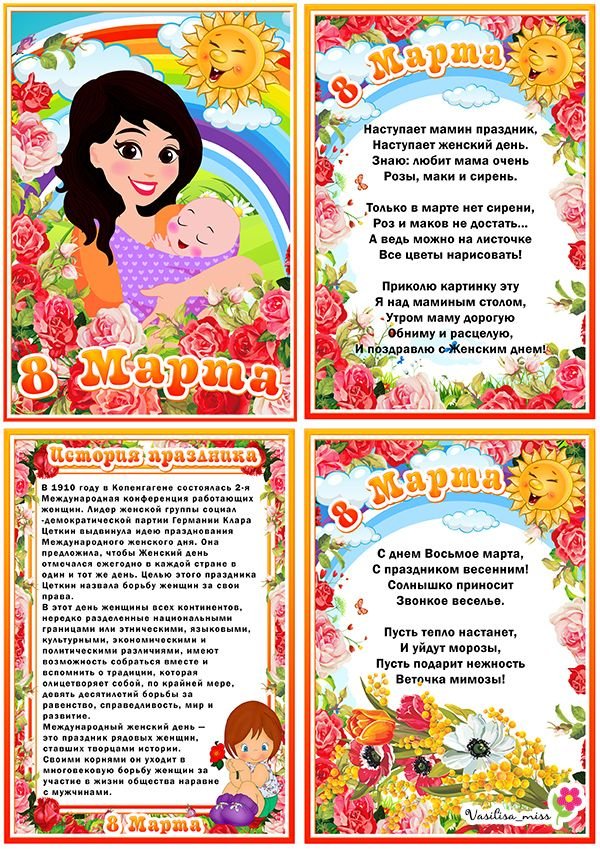 8 Марта
8 Марта
Наступает мамин праздник,
Наступает женский день.
Знаю: любит мама очень
Розы, маки и сирень.
Только в марте нет сирени,
Роз и маков не достать...
А ведь можно на листочке
Все цветы нарисовать!
Приколю картинку эту
Я над маминым столом,
Утром маму дорогую
Обниму и расцелую,
И поздравлю с Женским днем!
История праздника
В 1910 году в Копенгагене состоялась 2-я
Международная конференция работающих
женщин. Лидер женской группы социал
-демократической партии Германии Клара
Цеткин выдвинула идею празднования
Международного женского дня. Она
предложила, чтобы Женский день
отмечался ежегодно в каждой стране в
один и тот же день. Целью этого праздника
Цеткин назвала борьбу женщин за свои
права.
В этот день женщины всех континентов,
нередко разделенные национальными
границами или этническими, языковыми,
культурными, экономическими и
политическими различиями, имеют
возможность собраться вместе и
вспомнить о традиции, которая
олицетворяет собой, по крайней мере,
девять десятилетий борьбы за
равенство, справедливость, мир и
развитие.
Международный женский день —
это праздник рядовых женщин,
ставших творцами истории.
Своими корнями он уходит в
многовековую борьбу женщин за
участие в жизни общества наравне
с мужчинами.
8 Марта
8 Марта
С днем Восьмое марта,
С праздником весенним!
Солнышко приносит
Звонкое веселье.
Пусть тепло настанет,
И уйдут морозы,
Пусть подарит нежность
Веточка мимозы!
Vasilisa_miss